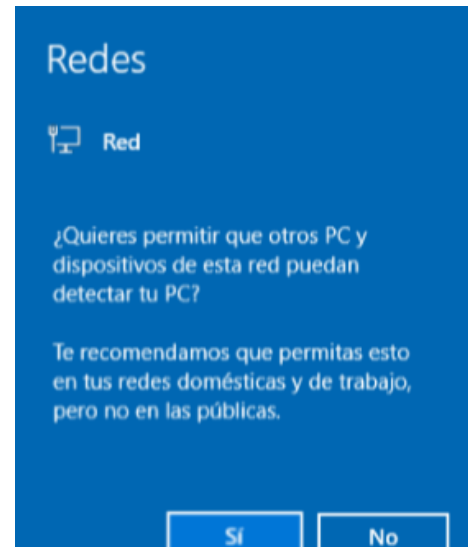 Redes
Red
¿Quieres permitir que otros PC y
dispositivos de esta red puedan
detectar tu PC?
Te recomendamos que permitas esto
en tus redes domésticas y de trabajo,
pero no en las públicas.
Sí
No